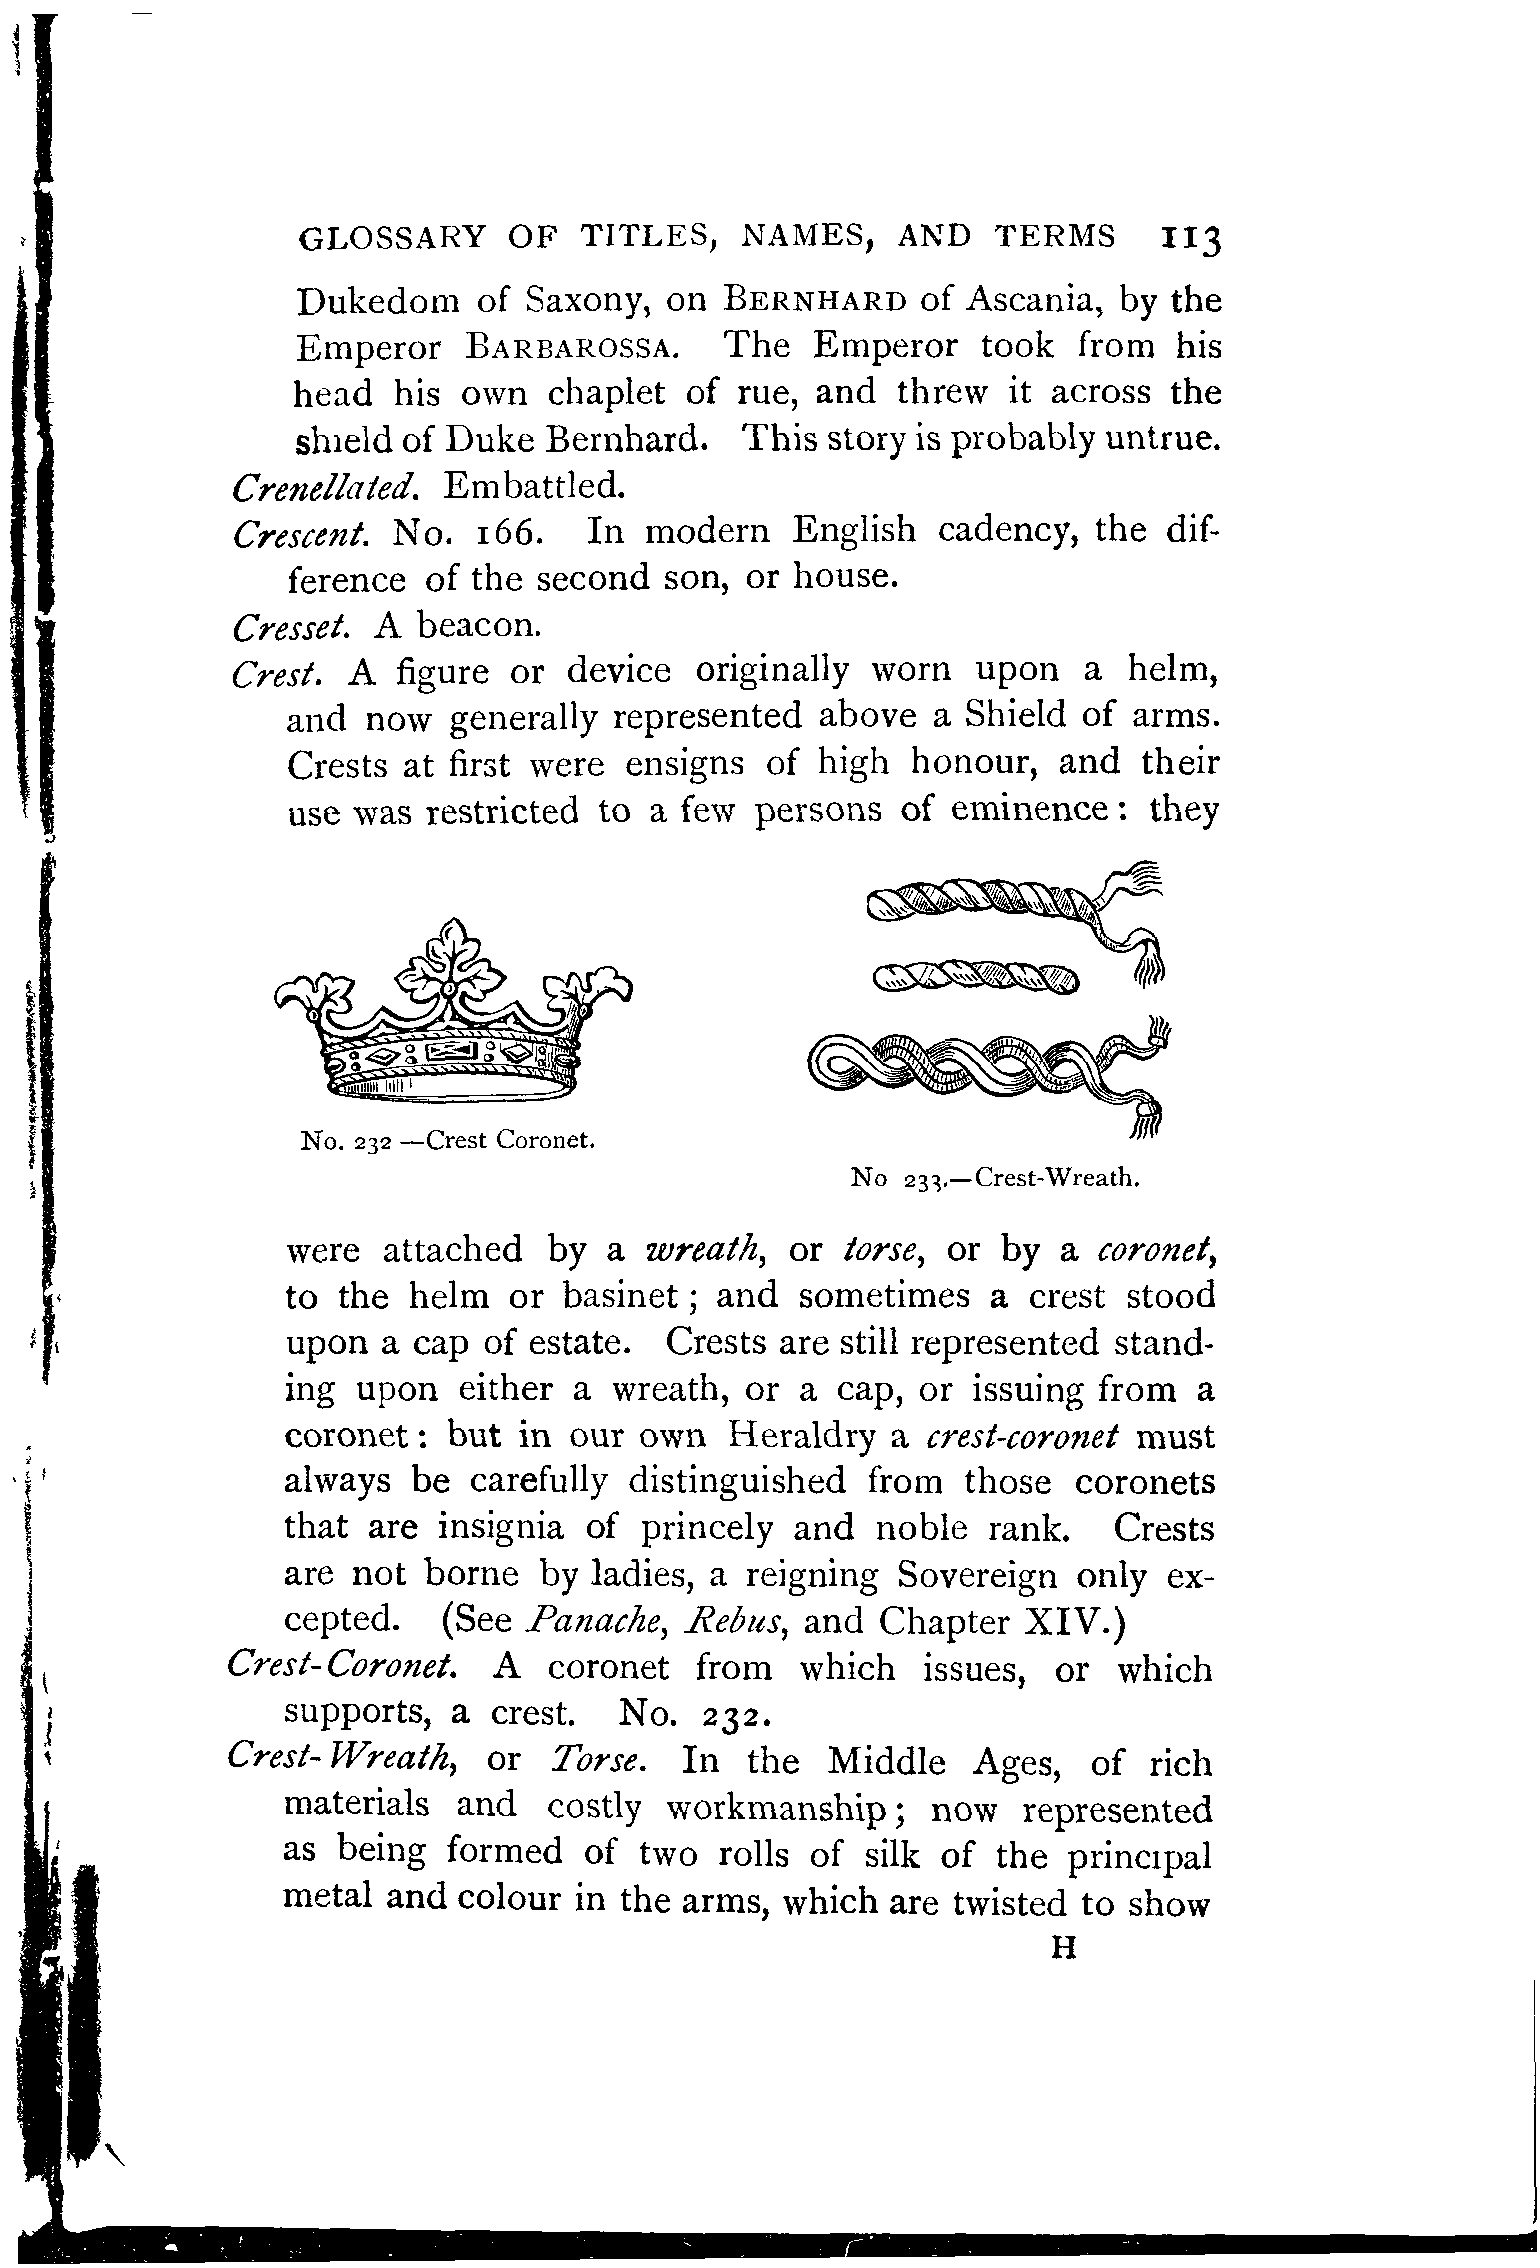 GLOSSARY OF TITLES, NAMES, AND TERMS 113
Dukedom of Saxony, on BERNHARD of Ascania, by the
Emperor BARBAROSSA. The Emperor took from his
head his own chaplet of rue, and threw it across the
shield of Duke Bernhard. This story is probably untrue.
Crenellated. Embattled.
Crescent. No. 166. In modern English cadency, the dif-
ference of the second son, or house.
Cresset. A beacon.
Crest. A figure or device originally worn upon a helm,
and now generally represented above a Shield of arms.
Crests at first were ensigns of high honour, and their
use was restricted to a few persons of eminence: they
No. 232 —Crest Coronet.
No 233.—Crest-Wreath.
were attached by a wreath, or torse, or by a coronet,
to the helm or basinet; and sometimes a crest stood
upon a cap of estate. Crests are still represented stand-
ing upon either a wreath, or a cap, or issuing from a
coronet: but in our own Heraldry a crest-coronet must
always be carefully distinguished from those coronets
that are insignia of princely and noble rank. Crests
are not borne by ladies, a reigning Sovereign only ex-
cepted. (See Panache, Rebus, and Chapter XIV.)
Crest-Coronet. A coronet from which issues, or which
supports, a crest. No. 232.
Crest-Wreath, or Torse. In the Middle Ages, of rich
materials and costly workmanship; now represented
as being formed of two rolls of silk of the principal
metal and colour in the arms, which are twisted to show
H